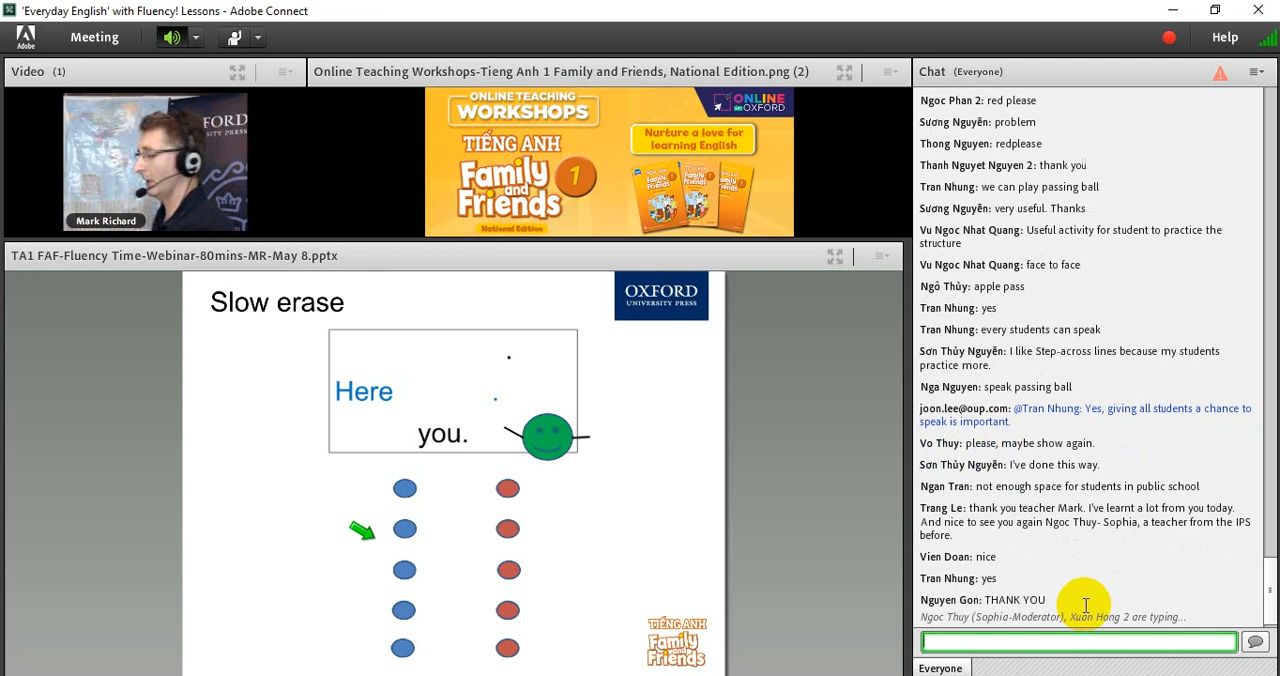 'Everyday English' with Fluency! Lessons - Adobe Connect
Adobe
Meeting
Help
Video (1)
FORD
RSITY PRESS
Mark Richard
Online Teaching Workshops-Tieng Anh 1 Family and Friends, National Edition.png (2)
ONLINE TEACHING
WORKSHOPS
TIẾNG ANH
Family
and
Friends
1
National Edition
ONLINE
OXFORD
Nurture a love for
learning English
TA1 FAF-Fluency Time-Webinar-80mins-MR-May 8.pptx
Slow erase
OXFORD
UNIVERSITY PRESS
.
Here .
you.
TIẾNG ANH
Family
and
Friends
Chat (Everyone)
Ngoc Phan 2: red please
Sương Nguyễn: problem
Thong Nguyen: redplease
Thanh Nguyet Nguyen 2: thank you
Tran Nhung: we can play passing ball
Sương Nguyễn: very useful. Thanks
Vu Ngoc Nhat Quang: Useful activity for student to practice the
structure
Vu Ngoc Nhat Quang: face to face
Ngô Thủy: apple pass
Tran Nhung: yes
Tran Nhung: every students can speak
Sơn Thủy Nguyễn: I like Step-across lines because my students
practice more.
Nga Nguyen: speak passing ball
joon.lee@oup.com: @Tran Nhung: Yes, giving all students a chance to
speak is important.
Vo Thuy: please, maybe show again.
Sơn Thủy Nguyễn: I've done this way.
Ngan Tran: not enough space for students in public school
Trang Le: thank you teacher Mark. I've learnt a lot from you today.
And nice to see you again Ngoc Thuy- Sophia, a teacher from the IPS
before.
Vien Doan: nice
Tran Nhung: yes
Nguyen Gon: THANK YOU
Ngoc Thuy (Sophia-Moderator), Xuân Hong 2 are typing...
Everyone